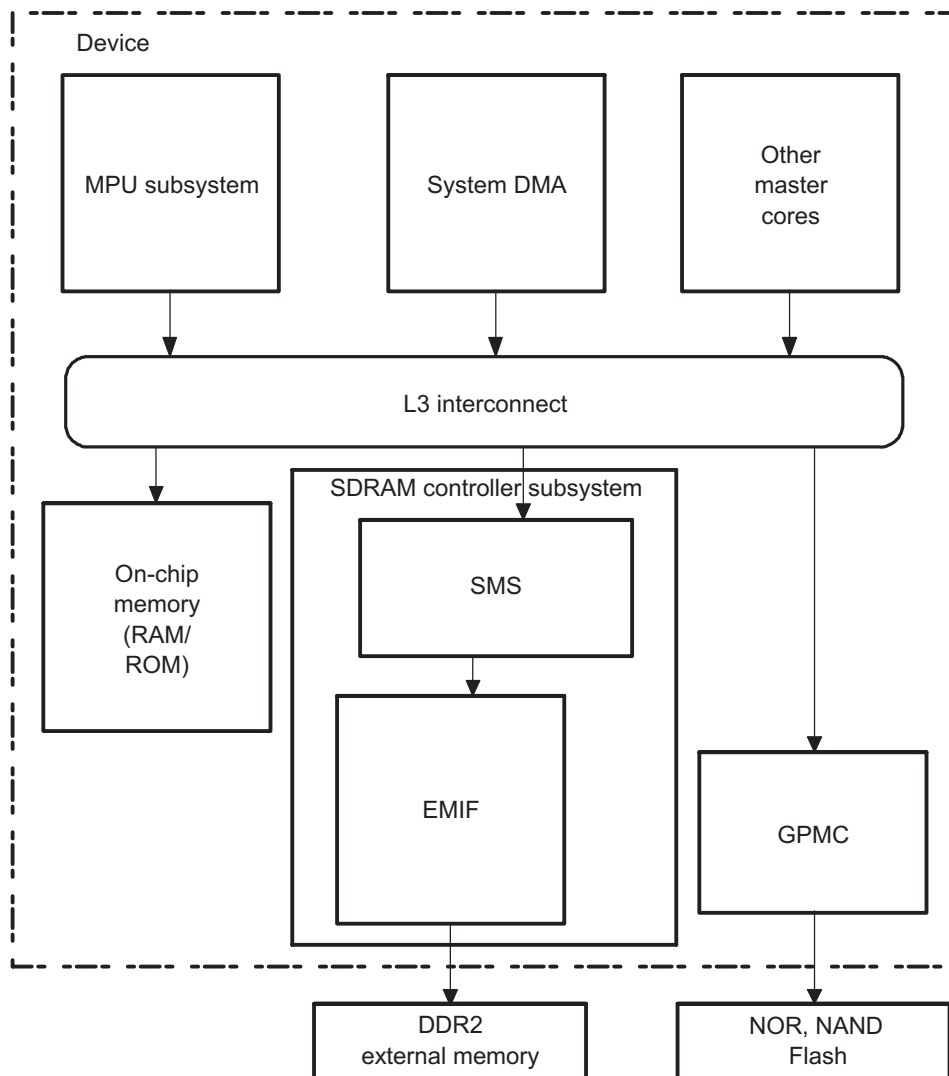 Device
MPU subsystem
System DMA
Other
master
cores
L3 interconnect
SDRAM controller subsystem
On-chip
memory
(RAM/
ROM)
SMS
EMIF
GPMC
DDR2
external memory
NOR, NAND
Flash